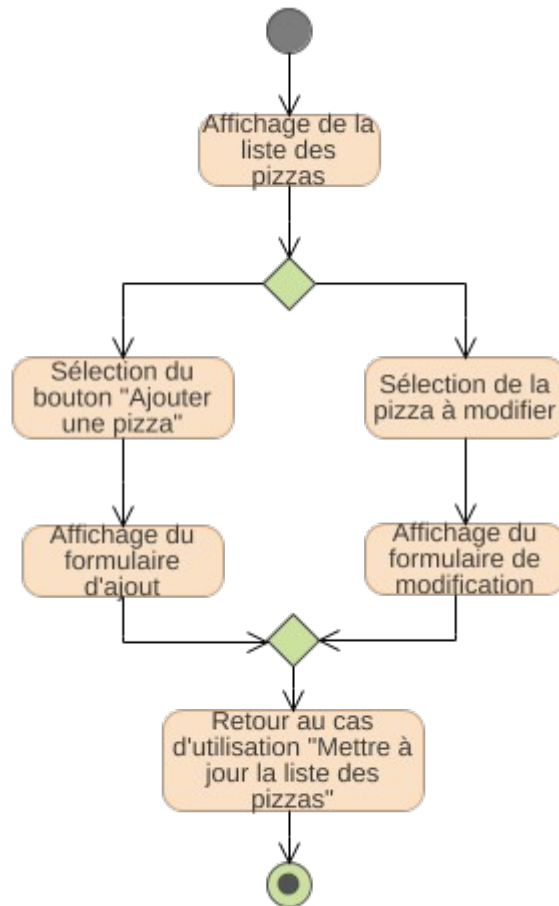 Affichage de la
liste des
pizzas
Sélection du
bouton "Ajouter
une pizza"
Sélection de la
pizza à modifier
Affichage du
formulaire
d'ajout
Affichage du
formulaire de
modification
Retour au cas
d'utilisation "Mettre à
jour la liste des
pizzas"